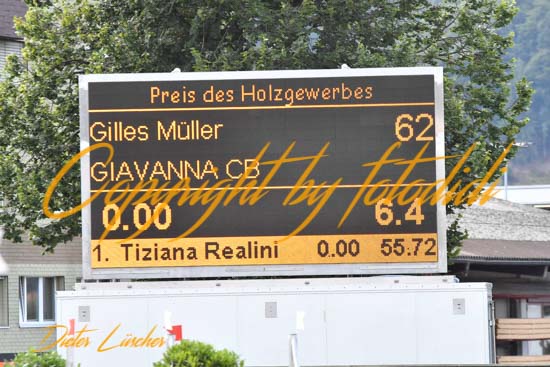 Preis des Holzgewerbes
Gilles Müller 62
GIAVANNA CB
Copyright by fotodidi
0.00 6.4
1. Tiziana Realini 0.00 55.72
Dieter Lüscher